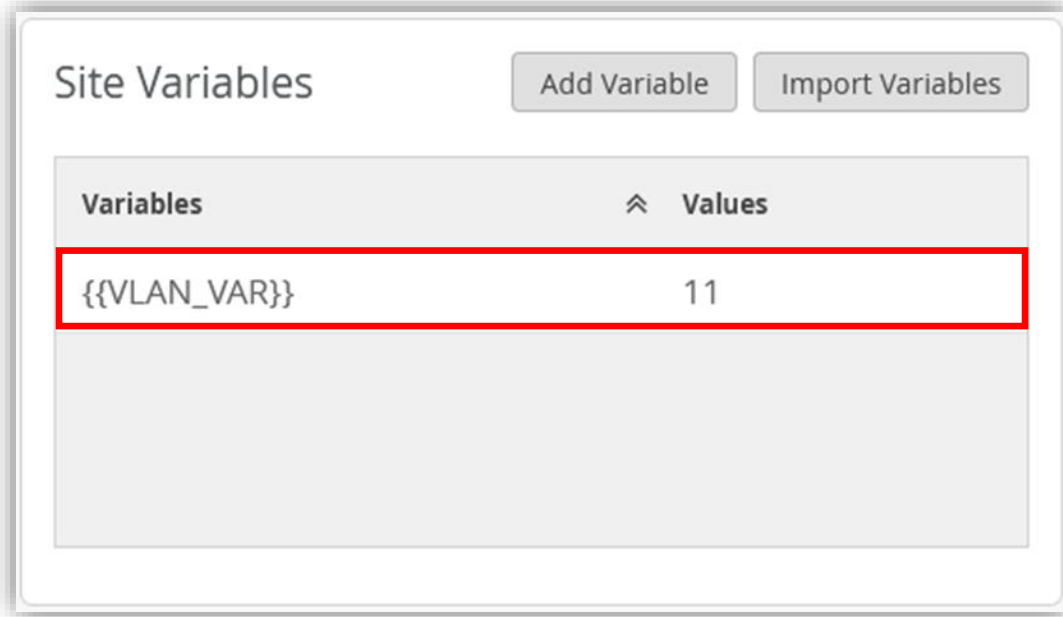 Site Variables
Add Variable
Import Variables
Variables
Values
{{VLAN_VAR}}
11